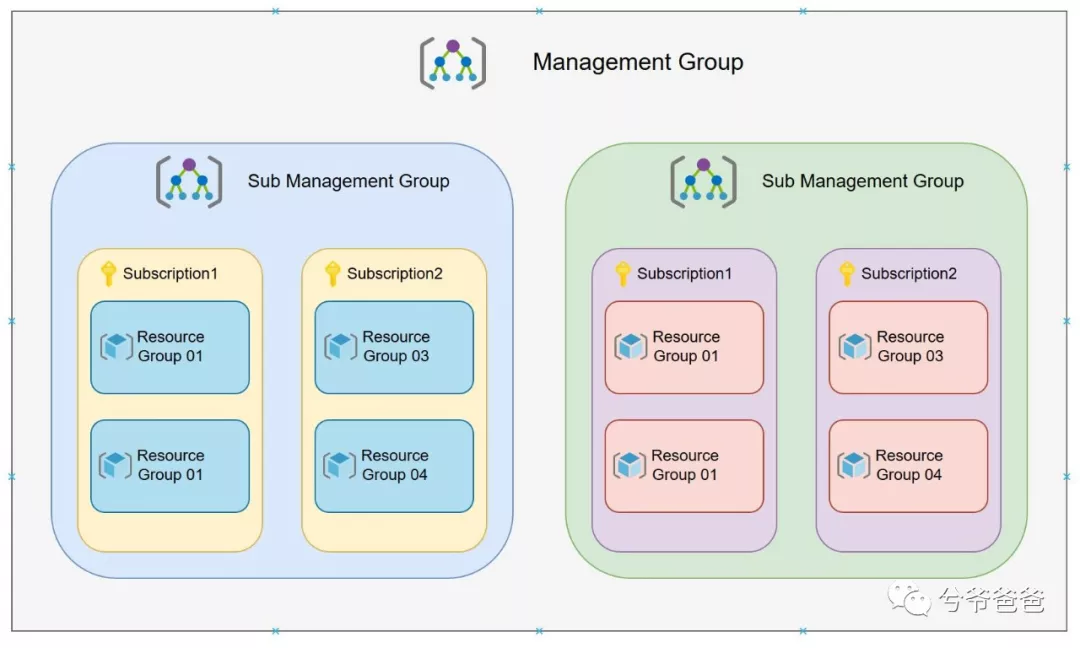 Management Group
Sub Management Group
Subscription1
Resource
Group 01
Resource
Group 01
Subscription2
Resource
Group 03
Resource
Group 04
Sub Management Group
Subscription1
Resource
Group 01
Resource
Group 01
Subscription2
Resource
Group 03
Resource
Group 04
兮爷爸爸